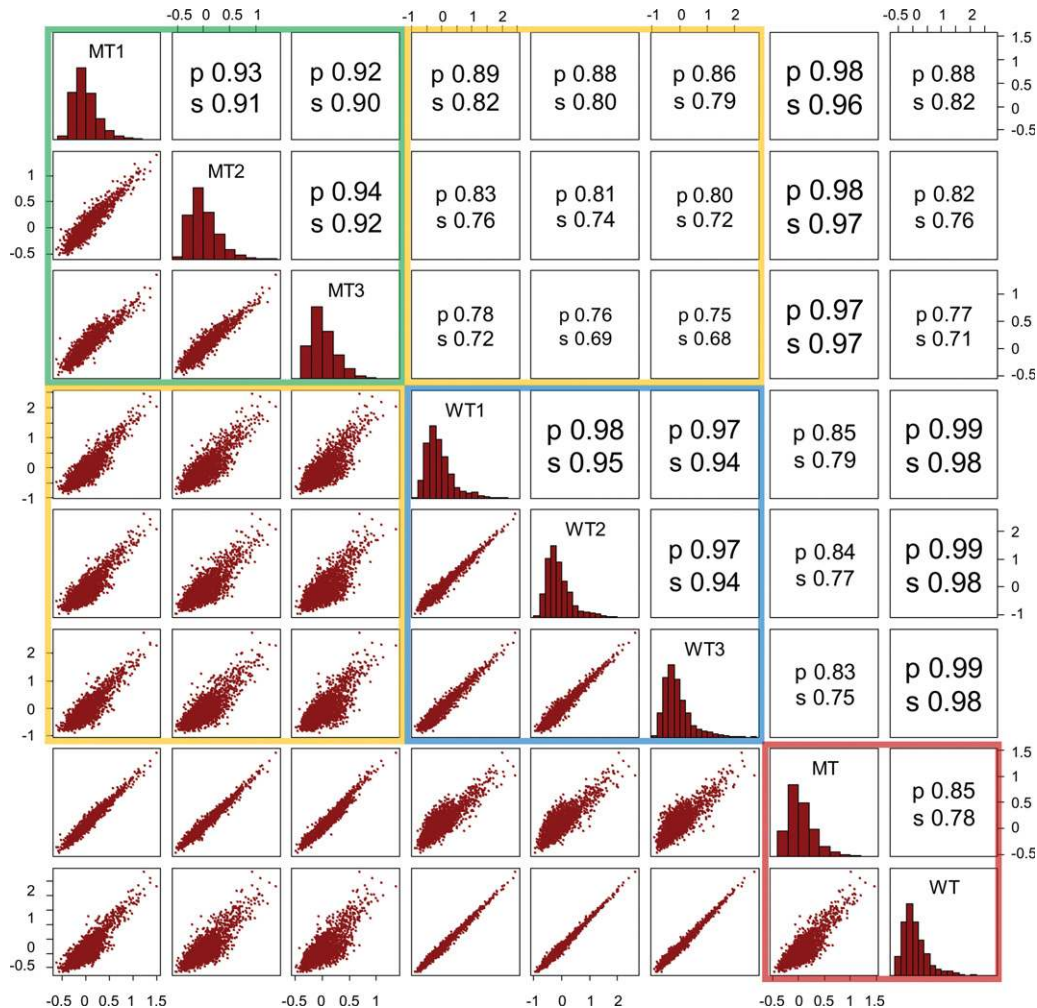 -0.5 0 0.5 1
-1 0 1 2
-1 0 1 2
-0.5 0 1 2
MT1
p 0.93
s 0.91
p 0.92
s 0.90
p 0.89
s 0.82
p 0.88
s 0.80
p 0.86
s 0.79
p 0.98
s 0.96
p 0.88
s 0.82
1.5
1
0.5
0
-0.5
1
0.5
0
-0.5
MT2
p 0.94
s 0.92
p 0.83
s 0.76
p 0.81
s 0.74
p 0.80
s 0.72
p 0.98
s 0.97
p 0.82
s 0.76
MT3
p 0.78
s 0.72
p 0.76
s 0.69
p 0.75
s 0.68
p 0.97
s 0.97
p 0.77
s 0.71
1
0.5
0
-0.5
2
1
0
-1
WT1
p 0.98
s 0.95
p 0.97
s 0.94
p 0.85
s 0.79
p 0.99
s 0.98
WT2
p 0.97
s 0.94
p 0.84
s 0.77
p 0.99
s 0.98
2
1
0
-1
2
1
0
-1
WT3
p 0.83
s 0.75
p 0.99
s 0.98
MT
p 0.85
s 0.78
1.5
1
0.5
0
-0.5
2
1
0
-0.5
WT
-0.5 0 0.5 1 1.5
-0.5 0 0.5 1
-1 0 1 2
-0.5 0 0.5 1 1.5